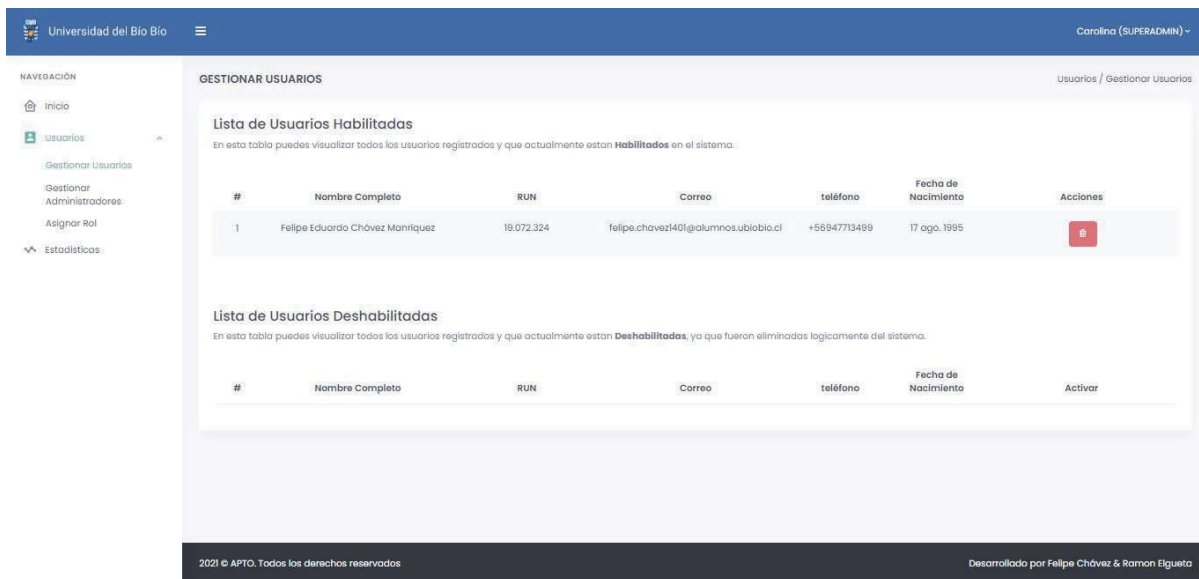 Universidad del Bío Bío
Carolina (SUPERADMIN)
NAVEGACIÓN
Inicio
Usuarios
Gestionar Usuarios
Gestionar
Administradores
Asignar Rol
Estadísticas
GESTIONAR USUARIOS
Usuarios / Gestionar Usuarios
Lista de Usuarios Habilitadas
En esta tabla puedes visualizar todos los usuarios registrados y que actualmente estan Habilitados en el sistema.
# Nombre Completo RUN Correo teléfono Fecha de Nacimiento Acciones
1 Felipe Eduardo Chávez Manríquez 19.072.324 felipe.chavez1401@alumnos.ubiobio.cl +56947713499 17 ago. 1995
Lista de Usuarios Deshabilitadas
En esta tabla puedes visualizar todos los usuarios registrados y que actualmente estan Deshabilitadas, ya que fueron eliminadas logicamente del sistema.
# Nombre Completo RUN Correo teléfono Fecha de Nacimiento Activar
2021 © APTO. Todos los derechos reservados
Desarrollado por Felipe Chávez & Ramon Elgueta